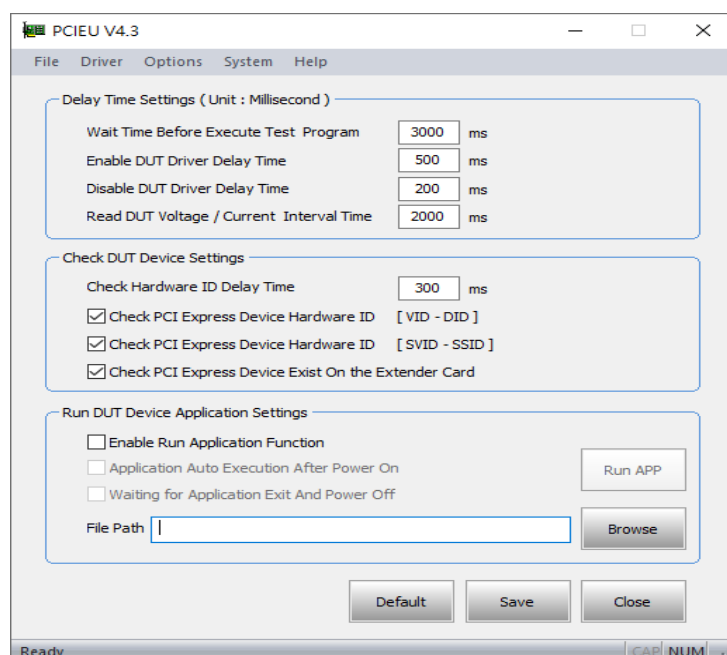 PCIEU V4.3
File Driver Options System Help
Delay Time Settings ( Unit : Millisecond )
Wait Time Before Execute Test Program 3000 ms
Enable DUT Driver Delay Time 500 ms
Disable DUT Driver Delay Time 200 ms
Read DUT Voltage / Current Interval Time 2000 ms
Check DUT Device Settings
Check Hardware ID Delay Time 300 ms
Check PCI Express Device Hardware ID [ VID - DID ]
Check PCI Express Device Hardware ID [ SVID - SSID ]
Check PCI Express Device Exist On the Extender Card
Run DUT Device Application Settings
Enable Run Application Function
Application Auto Execution After Power On
Run APP
Waiting for Application Exit And Power Off
File Path Browse
Default Save Close
Ready CAP NUM